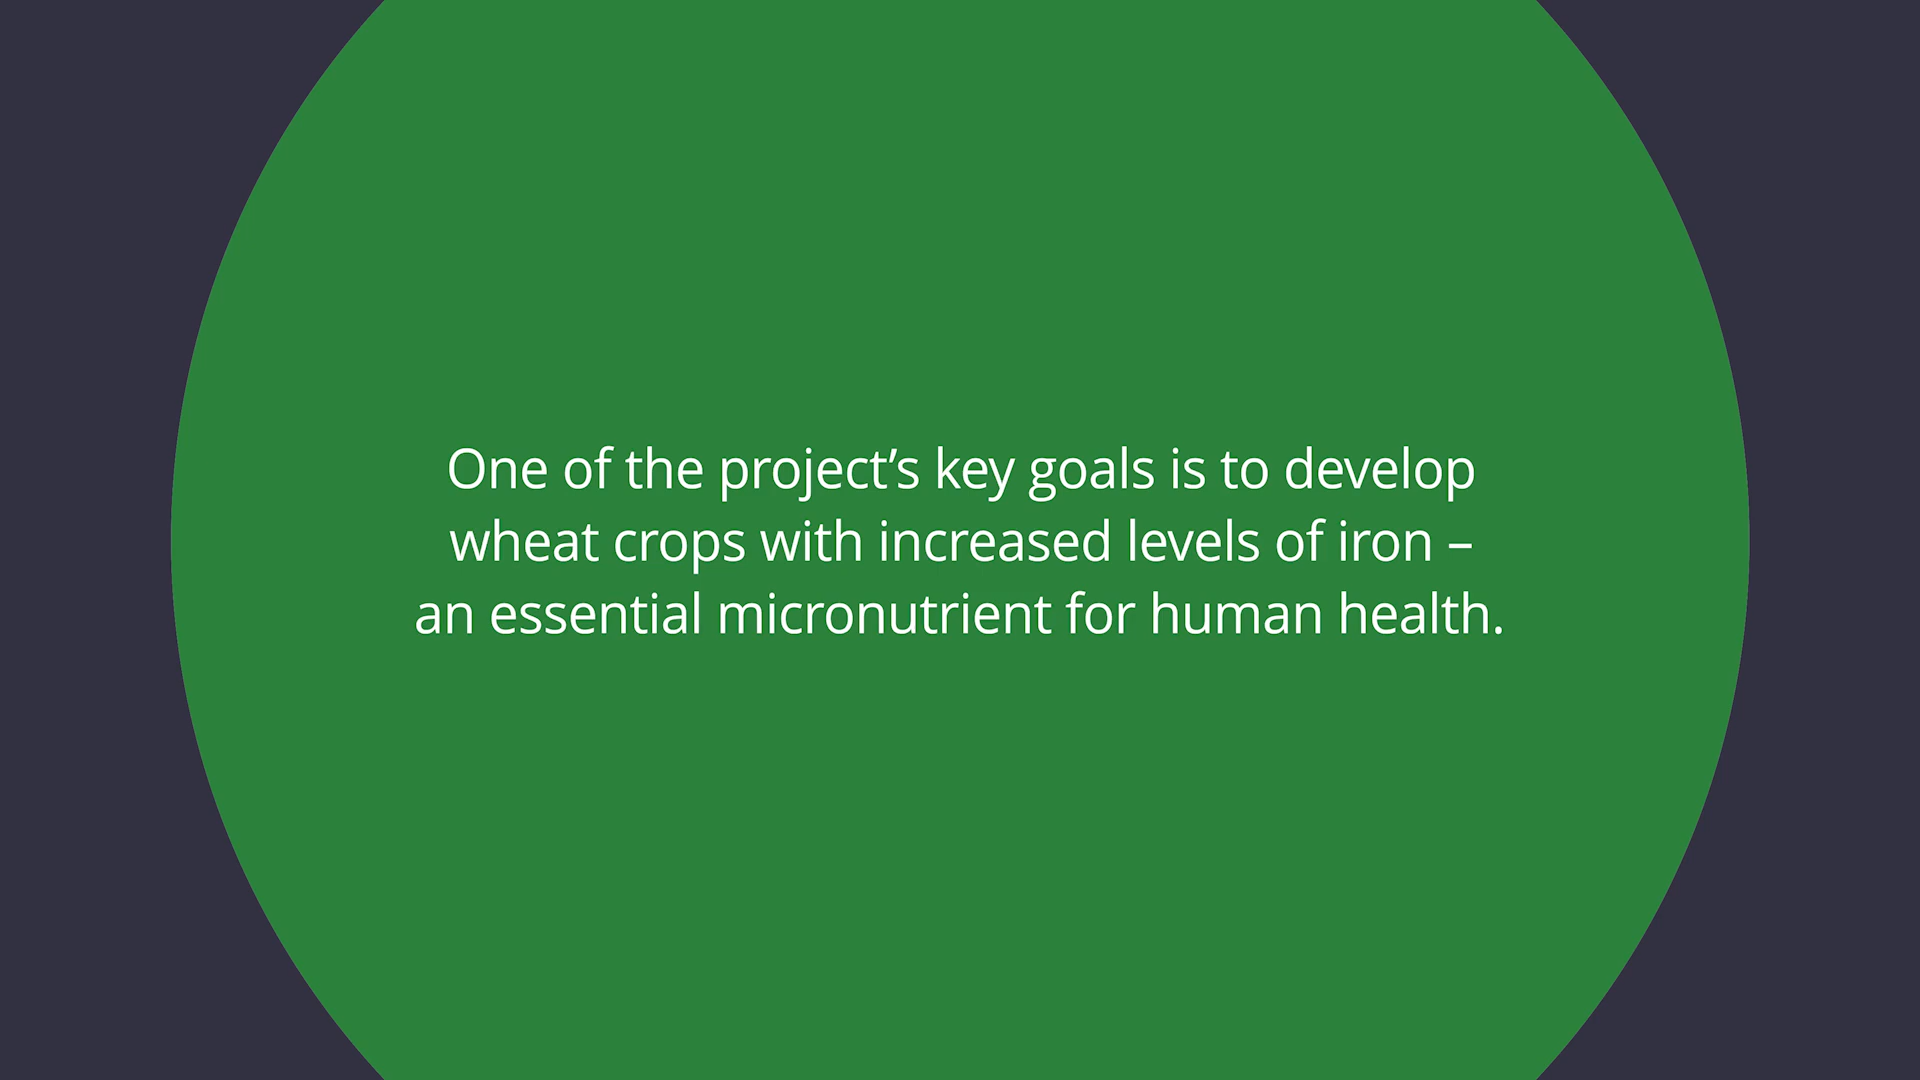 One of the project’s key goals is to develop
wheat crops with increased levels of iron –
an essential micronutrient for human health.